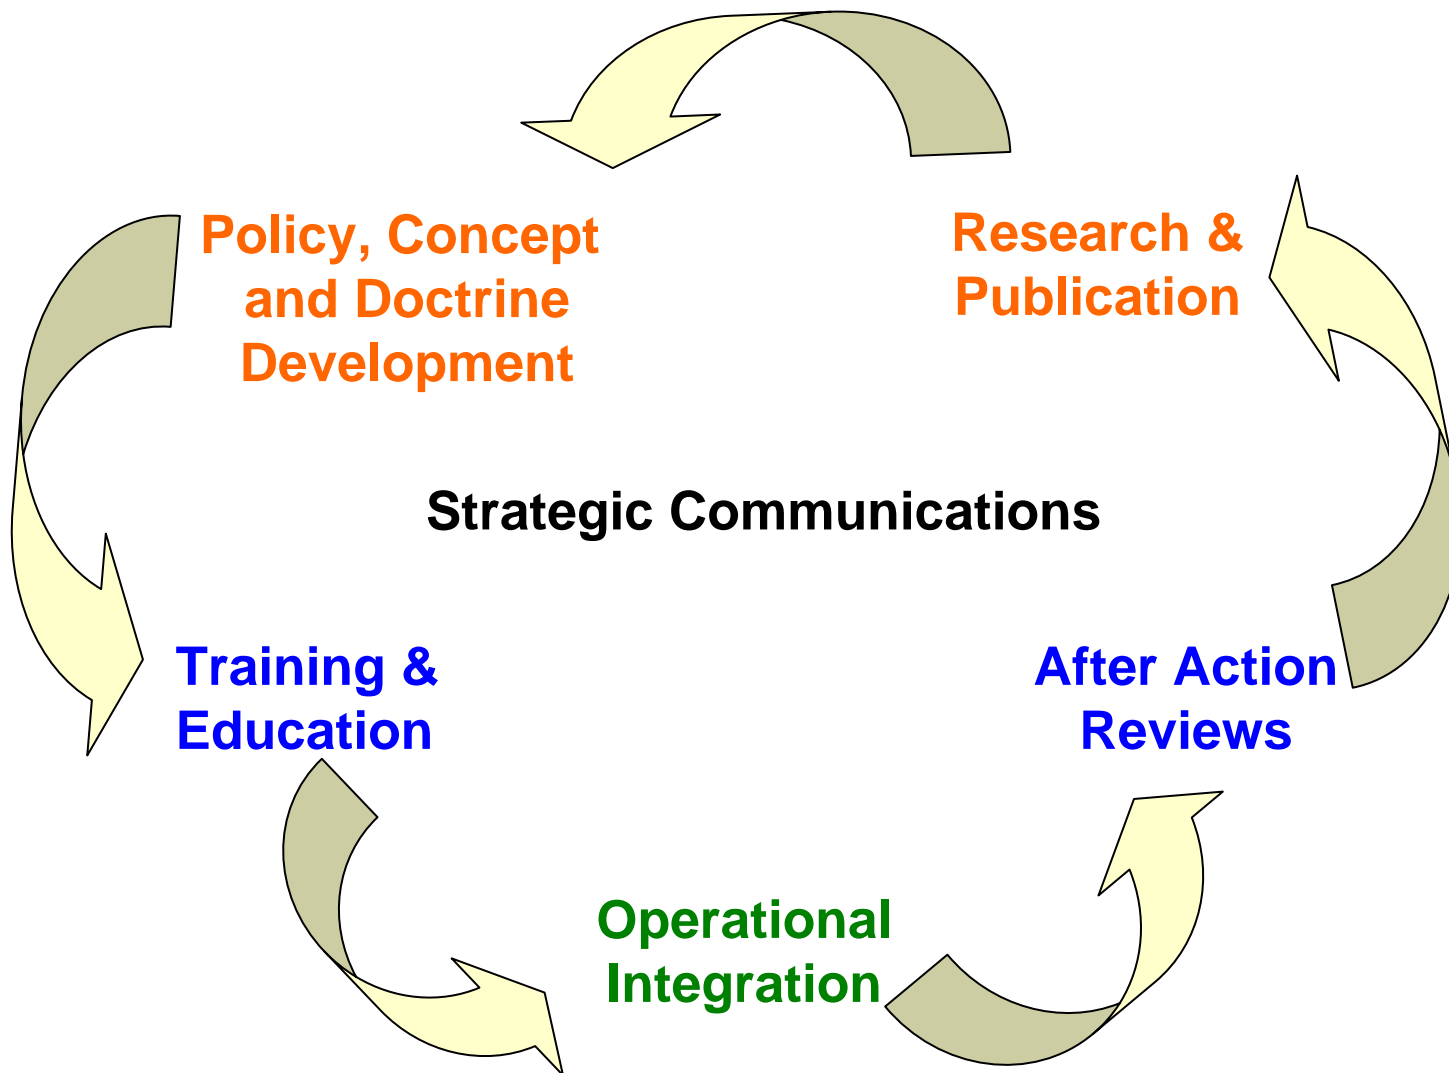 Policy, Concept
and Doctrine
Development
Research &
Publication
Strategic Communications
Training &
Education
After Action
Reviews
Operational
Integration